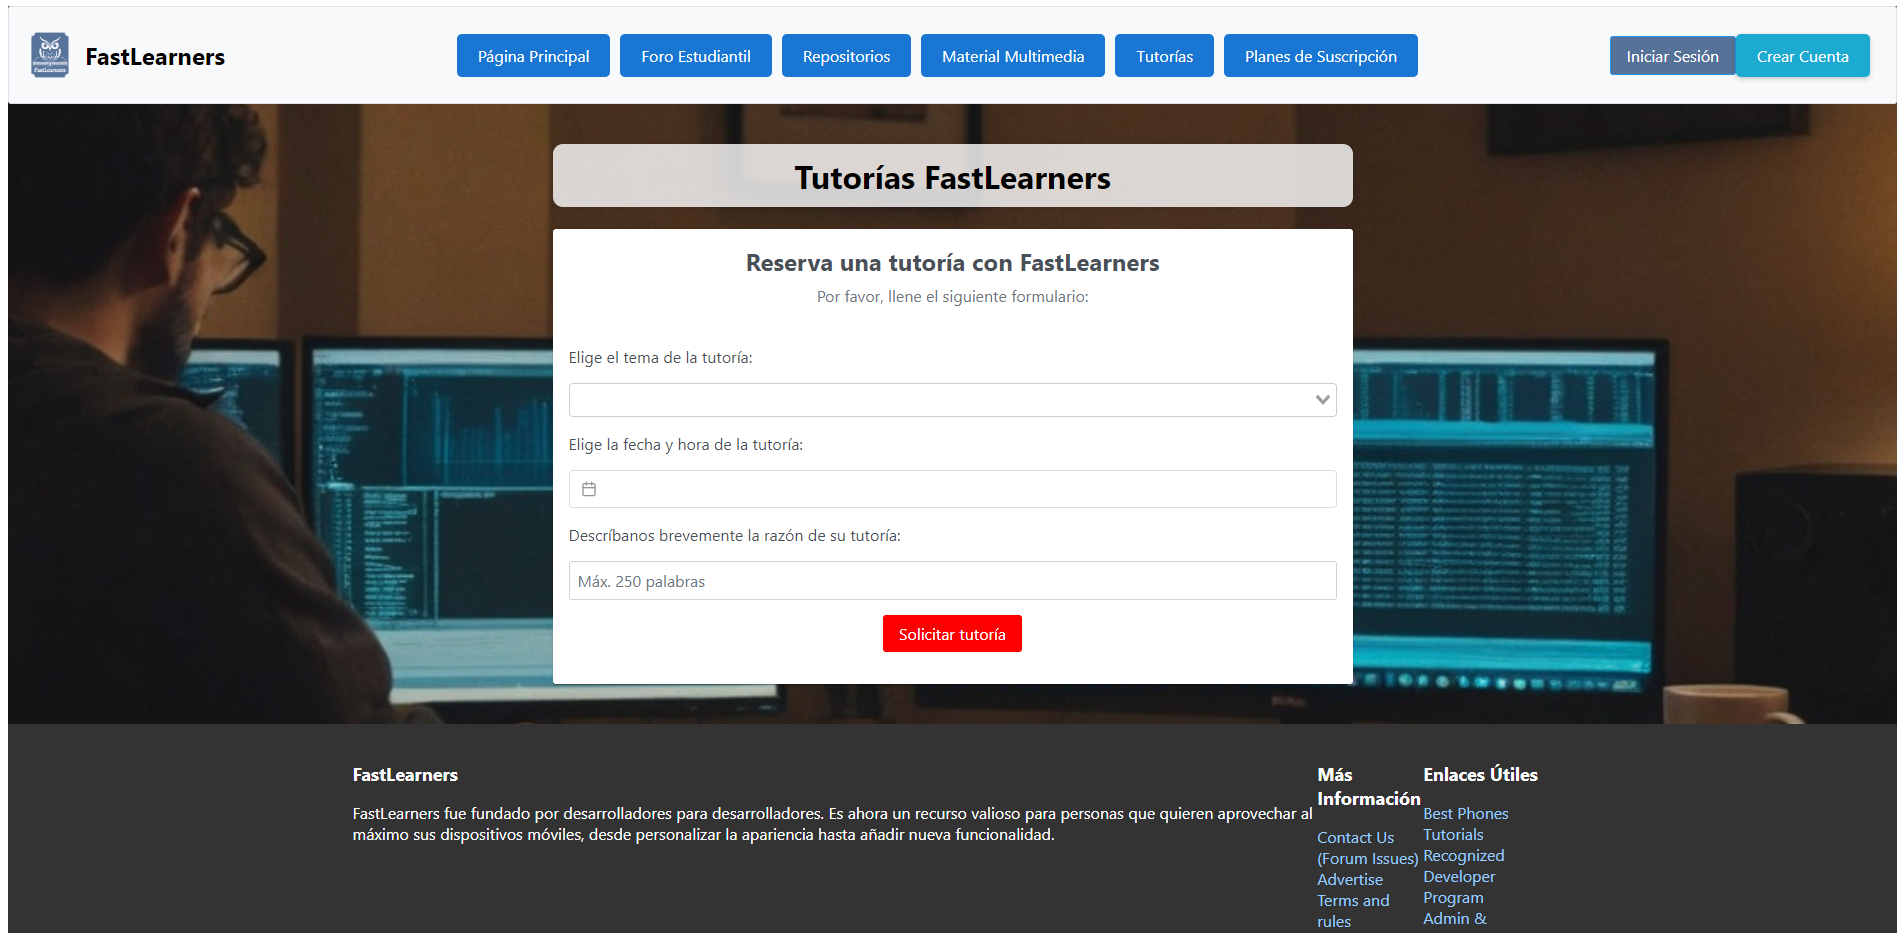 FastLearners
FastLearners
Página Principal
Foro Estudiantil
Repositorios
Material Multimedia
Tutorías
Planes de Suscripción
Iniciar Sesión
Crear Cuenta
Tutorías FastLearners
Reserva una tutoría con FastLearners
Por favor, llene el siguiente formulario:
Elige el tema de la tutoría:
Elige la fecha y hora de la tutoría:
Descríbanos brevemente la razón de su tutoría:
Máx. 250 palabras
Solicitar tutoría
FastLearners
FastLearners fue fundado por desarrolladores para desarrolladores. Es ahora un recurso valioso para personas que quieren aprovechar al
máximo sus dispositivos móviles, desde personalizar la apariencia hasta añadir nueva funcionalidad.
Más
Información
Contact Us
(Forum Issues)
Advertise
Terms and
rules
Enlaces Útiles
Best Phones
Tutorials
Recognized
Developer
Program
Admin &